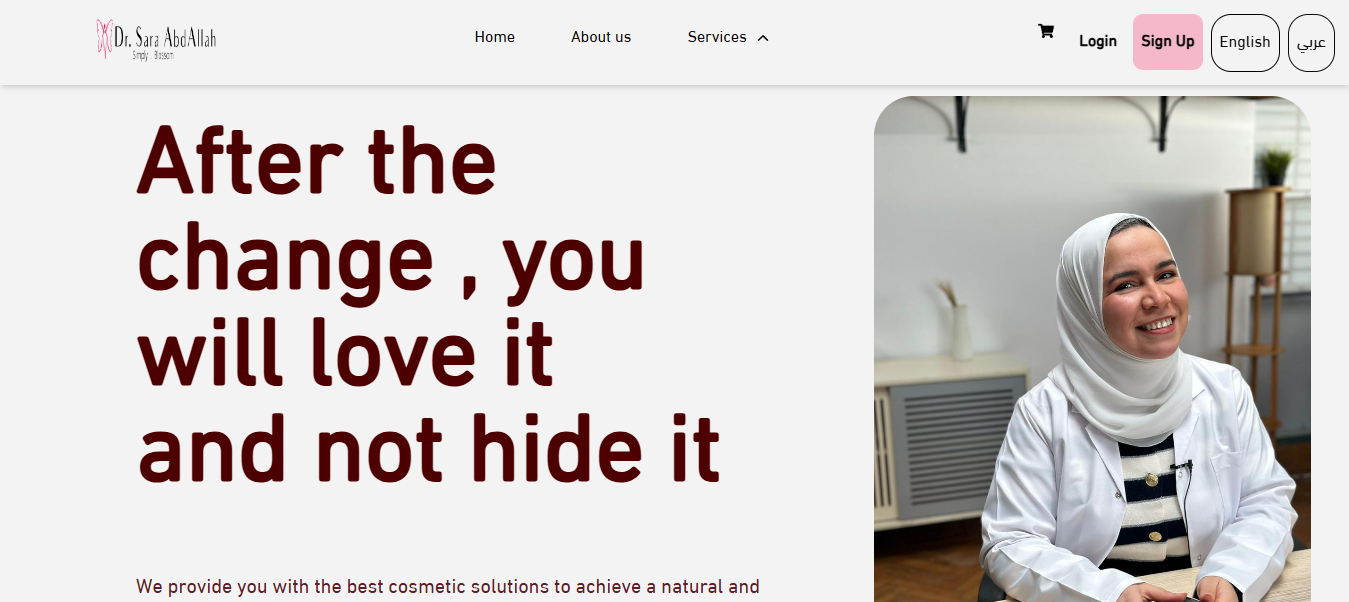 Dr. Sara AbdAllah
Simply . Blossom
Home
About us
Services
Login
Sign Up
English
عربي
After the
change , you
will love it
and not hide it
We provide you with the best cosmetic solutions to achieve a natural and